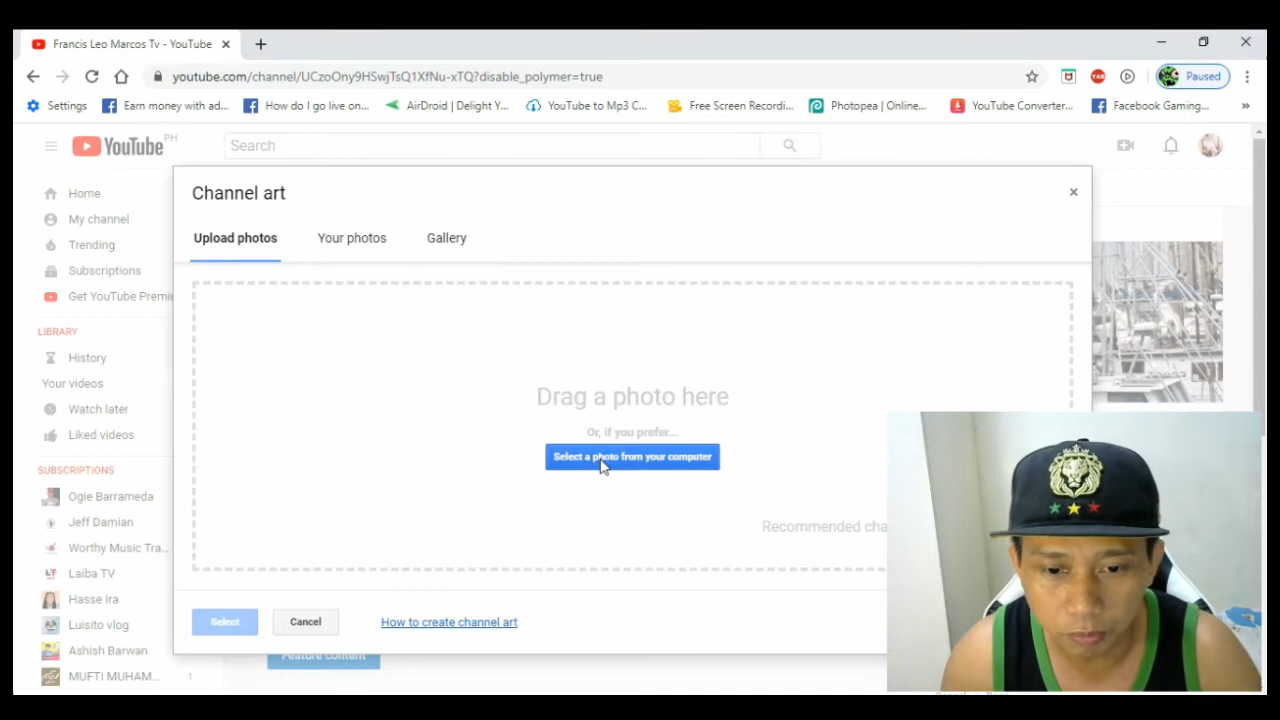 Francis Leo Marcos Tv - YouTube
youtube.com/channel/UCzoOny9HSwjTsQ1XfNu-xTQ?disable_polymer=true
Paused
Settings
Earn money with ad...
How do I go live on...
AirDroid | Delight Y...
YouTube to Mp3 C...
Free Screen Recordi...
Photopea | Online...
YouTube Converter...
Facebook Gaming...
YouTube PH
Search
Channel art
Upload photos
Your photos
Gallery
Home
My channel
Trending
Subscriptions
Get YouTube Premi
LIBRARY
History
Your videos
Watch later
Liked videos
SUBSCRIPTIONS
Ogie Barrameda
Jeff Damian
Worthy Music Tra...
Laiba TV
Hasse Ira
Luisito vlog
Ashish Barwan
MUFTI MUHAM... 1
Drag a photo here
Or, if you prefer...
Select a photo from your computer
Recommended cha
Select
Cancel
How to create channel art
Feature content